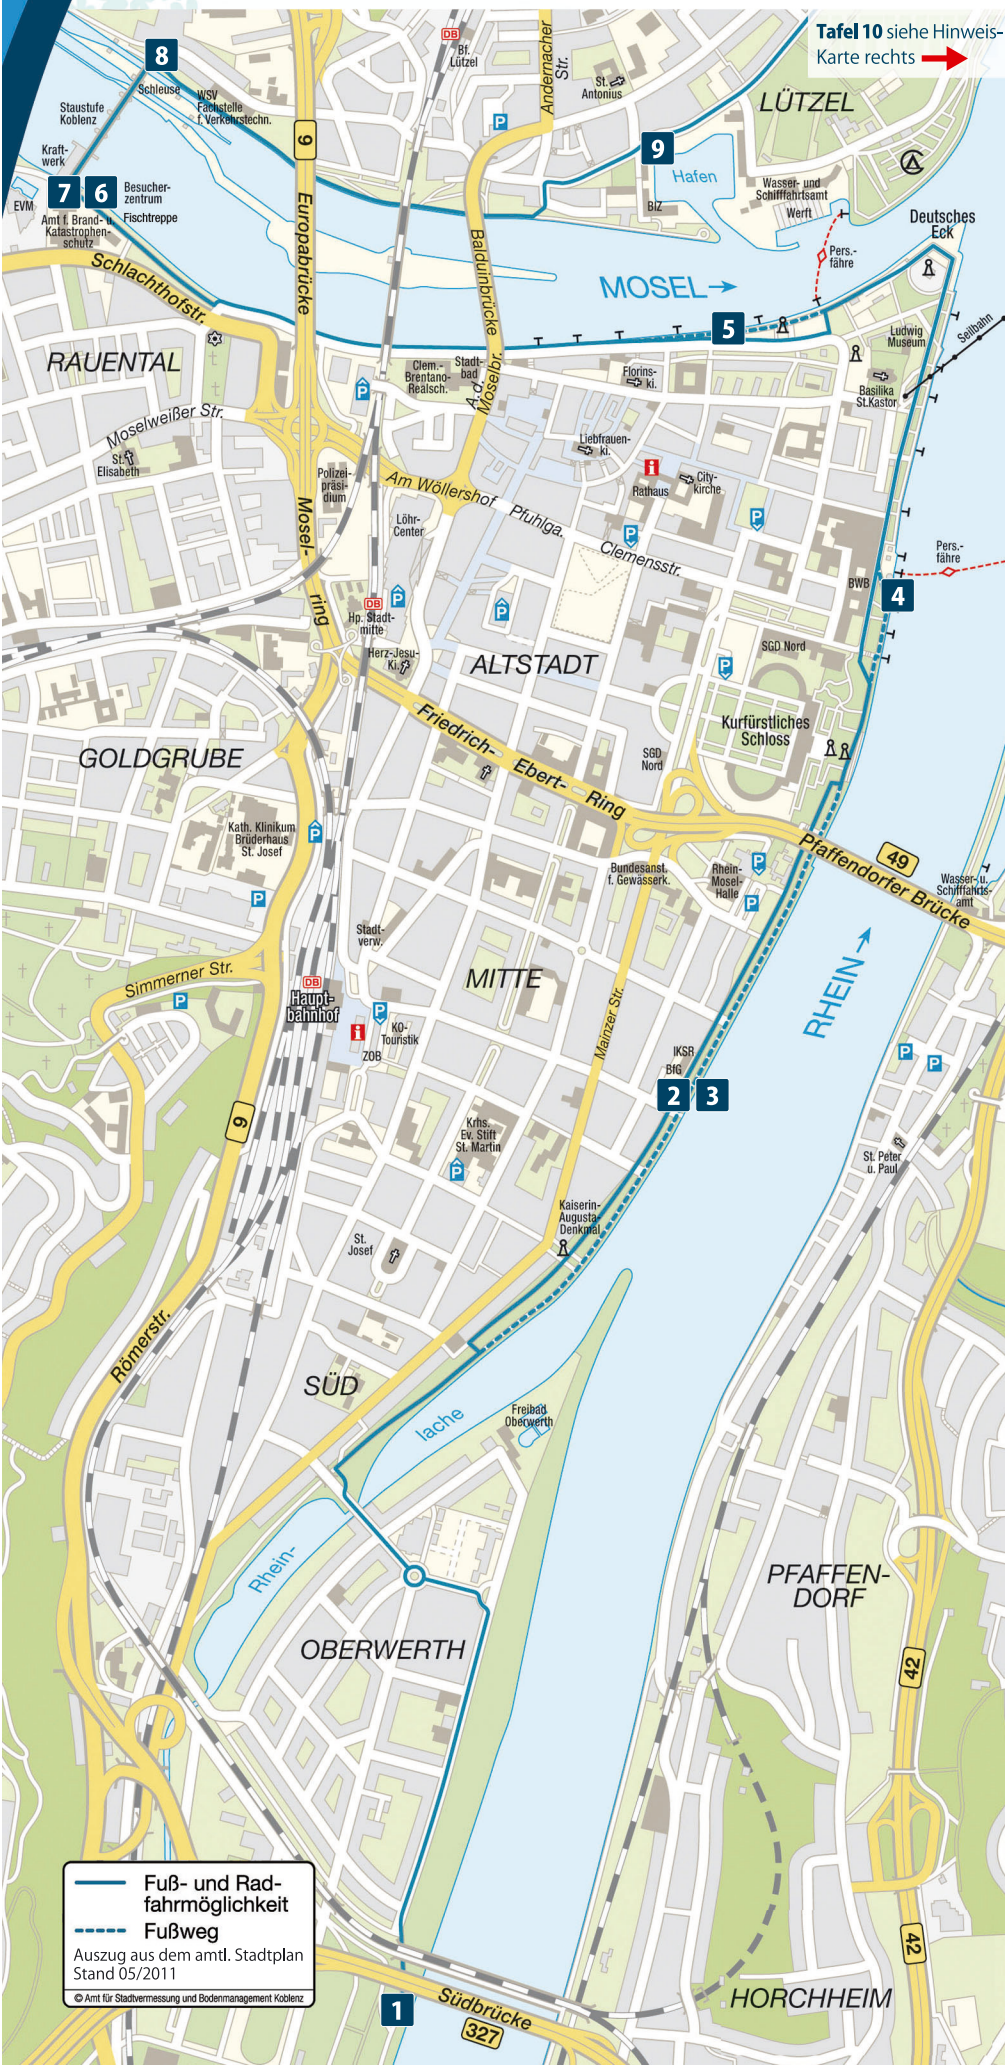 Tafel 10 siehe Hinweis-
Karte rechts
8
Schleuse
WSV
Fachstelle
f. Verkehrstechn.
Staustufe
Koblenz
Kraft-
werk
7
6
Besucher-
zentrum
Fischtreppe
EVM
Amt f. Brand- u
Katastrophen-
schutz
Schlachthofstr.
9
Europabrücke
DB
Bf.
Lützel
Andernacher
Str.
St.
Antonius
P
LÜTZEL
9
Hafen
BIZ
Wasser- und
Schifffahrtsamt
Werft
Deutsches
Eck
Pers.-
fähre
Balduinbrücke
MOSEL
5
RAUENTAL
Moselweißer Str.
St.
Elisabeth
P
Clem.-
Brentano-
Realsch.
Stadt-
bad
A.d.
Moselbr.
Florins-
ki.
Ludwig
Museum
Seilbahn
Basilika
St.Kastor
Liebfrauen-
ki.
i
Rathaus
City-
kirche
Polizei-
präsi-
dium
Am Wöllershof
Pfuhlga.
Clemensstr.
Löhr-
Center
P
P
Mosel-
ring
DB
Hp. Stadt-
mitte
P
P
Herz-Jesu-
Ki.
ALTSTADT
BWB
4
Pers.-
fähre
SGD Nord
P
Kurfürstliches
Schloss
SGD
Nord
GOLDGRUBE
Friedrich-
Ebert-
Ring
Kath. Klinikum
Brüderhaus
St. Josef
P
P
Bundesanst.
f. Gewässerk.
Rhein-
Mosel-
Halle
P
P
Pfaffendorfer Brücke
49
Wasser- u.
Schifffahrts-
amt
Stadt-
verw.
MITTE
Simmerner Str.
P
DB
Haupt-
bahnhof
i
P
KO-
Touristik
ZOB
Mainzer Str.
RHEIN
IKSR
BfG
2
3
P
P
9
Krhs.
Ev. Stift
St. Martin
P
St. Peter
u. Paul
Kaiserin-
Augusta-
Denkmal
St.
Josef
Römerstr.
SÜD
lache
Freibad
Oberwerth
Rhein-
OBERWERTH
PFAFFEN-
DORF
42
Fuß- und Rad-
fahrmöglichkeit
Fußweg
Auszug aus dem amtl. Stadtplan
Stand 05/2011
© Amt für Stadtvermessung und Bodenmanagement Koblenz
42
1
Südbrücke
327
HORCHHEIM